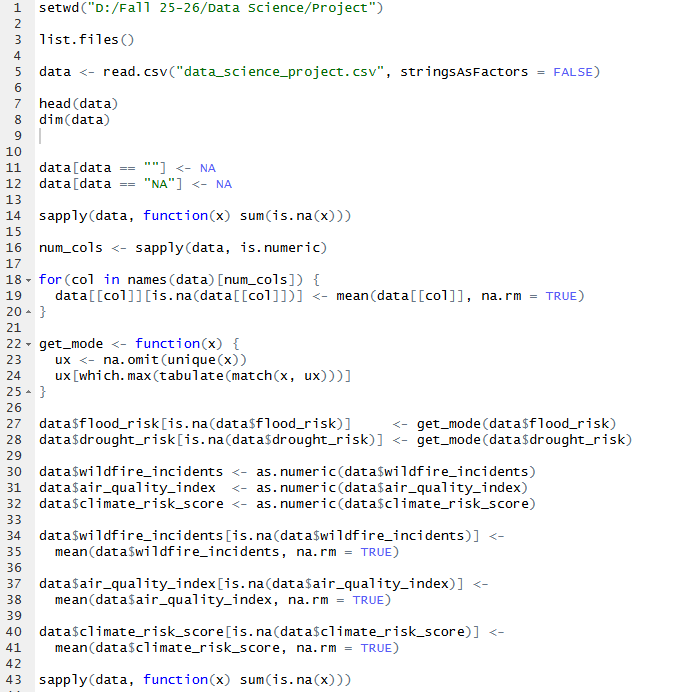 1 setwd("D:/Fall 25-26/Data Science/Project")
2
3 list.files()
4
5 data <- read.csv("data_science_project.csv", stringsAsFactors = FALSE)
6
7 head(data)
8 dim(data)
9
10
11 data[data == ""] <- NA
12 data[data == "NA"] <- NA
13
14 sapply(data, function(x) sum(is.na(x)))
15
16 num_cols <- sapply(data, is.numeric)
17
18 for(col in names(data)[num_cols]) {
19   data[[col]][is.na(data[[col]])] <- mean(data[[col]], na.rm = TRUE)
20 }
21
22 get_mode <- function(x) {
23   ux <- na.omit(unique(x))
24   ux[which.max(tabulate(match(x, ux)))]
25 }
26
27 data$flood_risk[is.na(data$flood_risk)]     <- get_mode(data$flood_risk)
28 data$drought_risk[is.na(data$drought_risk)] <- get_mode(data$drought_risk)
29
30 data$wildfire_incidents <- as.numeric(data$wildfire_incidents)
31 data$air_quality_index  <- as.numeric(data$air_quality_index)
32 data$climate_risk_score <- as.numeric(data$climate_risk_score)
33
34 data$wildfire_incidents[is.na(data$wildfire_incidents)] <-
35   mean(data$wildfire_incidents, na.rm = TRUE)
36
37 data$air_quality_index[is.na(data$air_quality_index)] <-
38   mean(data$air_quality_index, na.rm = TRUE)
39
40 data$climate_risk_score[is.na(data$climate_risk_score)] <-
41   mean(data$climate_risk_score, na.rm = TRUE)
42
43 sapply(data, function(x) sum(is.na(x)))